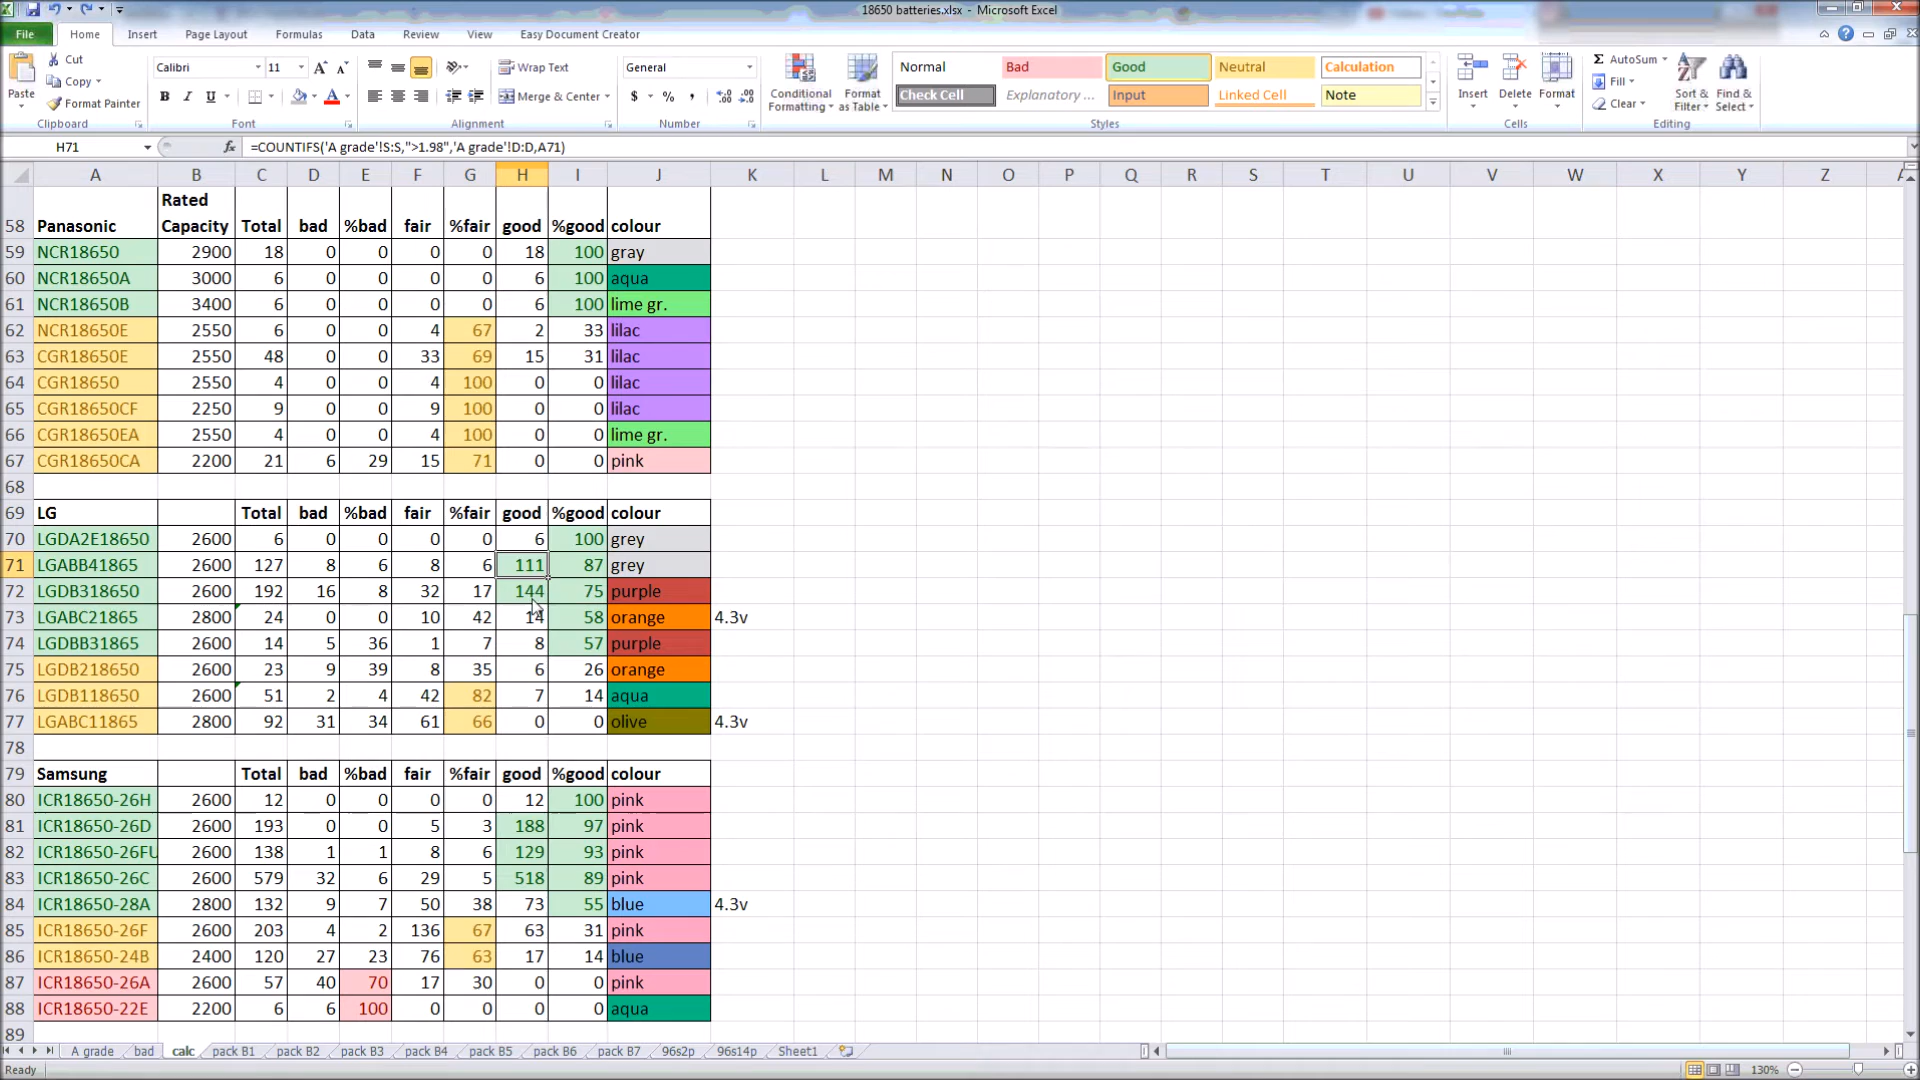 18650 batteries.xlsx - Microsoft Excel
File Home Insert Page Layout Formulas Data Review View Easy Document Creator
Paste Cut Copy Format Painter Clipboard
Calibri 11 Font
Wrap Text Merge & Center Alignment
General $ % , Number
Conditional Formatting Format as Table
Normal Bad Good Neutral Calculation
Check Cell Explanatory ... Input Linked Cell Note
Styles
Insert Delete Format Cells
AutoSum Fill Clear Sort & Filter Find & Select Editing
H71 fx =COUNTIFS('A grade'!S:S,">1.98",'A grade'!D:D,A71)
A B C D E F G H I J K L M N O P Q R S T U V W X Y Z
58 Panasonic Rated Capacity Total bad %bad fair %fair good %good colour
59 NCR18650 2900 18 0 0 0 0 18 100 gray
60 NCR18650A 3000 6 0 0 0 0 6 100 aqua
61 NCR18650B 3400 6 0 0 0 0 6 100 lime gr.
62 NCR18650E 2550 6 0 0 4 67 2 33 lilac
63 CGR18650E 2550 48 0 0 33 69 15 31 lilac
64 CGR18650 2550 4 0 0 4 100 0 0 lilac
65 CGR18650CF 2250 9 0 0 9 100 0 0 lilac
66 CGR18650EA 2550 4 0 0 4 100 0 0 lime gr.
67 CGR18650CA 2200 21 6 29 15 71 0 0 pink
68
69 LG Total bad %bad fair %fair good %good colour
70 LGDA2E18650 2600 6 0 0 0 0 6 100 grey
71 LGABB41865 2600 127 8 6 8 6 111 87 grey
72 LGDB318650 2600 192 16 8 32 17 144 75 purple
73 LGABC21865 2800 24 0 0 10 42 14 58 orange 4.3v
74 LGDBB31865 2600 14 5 36 1 7 8 57 purple
75 LGDB218650 2600 23 9 39 8 35 6 26 orange
76 LGDB118650 2600 51 2 4 42 82 7 14 aqua
77 LGABC11865 2800 92 31 34 61 66 0 0 olive 4.3v
78
79 Samsung Total bad %bad fair %fair good %good colour
80 ICR18650-26H 2600 12 0 0 0 0 12 100 pink
81 ICR18650-26D 2600 193 0 0 5 3 188 97 pink
82 ICR18650-26FU 2600 138 1 1 8 6 129 93 pink
83 ICR18650-26C 2600 579 32 6 29 5 518 89 pink
84 ICR18650-28A 2800 132 9 7 50 38 73 55 blue 4.3v
85 ICR18650-26F 2600 203 4 2 136 67 63 31 pink
86 ICR18650-24B 2400 120 27 23 76 63 17 14 blue
87 ICR18650-26A 2600 57 40 70 17 30 0 0 pink
88 ICR18650-22E 2200 6 6 100 0 0 0 0 aqua
89
A grade bad calc pack B1 pack B2 pack B3 pack B4 pack B5 pack B6 pack B7 96s2p 96s14p Sheet1
Ready 130%